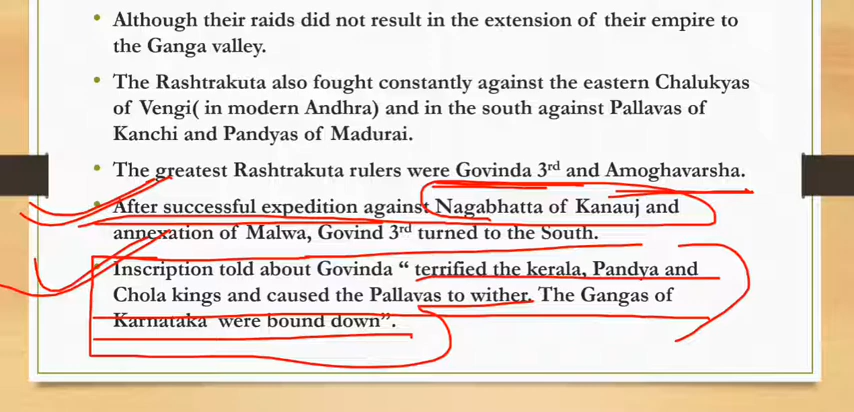 • Although their raids did not result in the extension of their empire to
the Ganga valley.
• The Rashtrakuta also fought constantly against the eastern Chalukyas
of Vengi( in modern Andhra) and in the south against Pallavas of
Kanchi and Pandyas of Madurai.
• The greatest Rashtrakuta rulers were Govinda 3rd and Amoghavarsha.
• After successful expedition against Nagabhatta of Kanauj and
annexation of Malwa, Govind 3rd turned to the South.
• Inscription told about Govinda “ terrified the kerala, Pandya and
Chola kings and caused the Pallavas to wither. The Gangas of
Karnataka were bound down”.